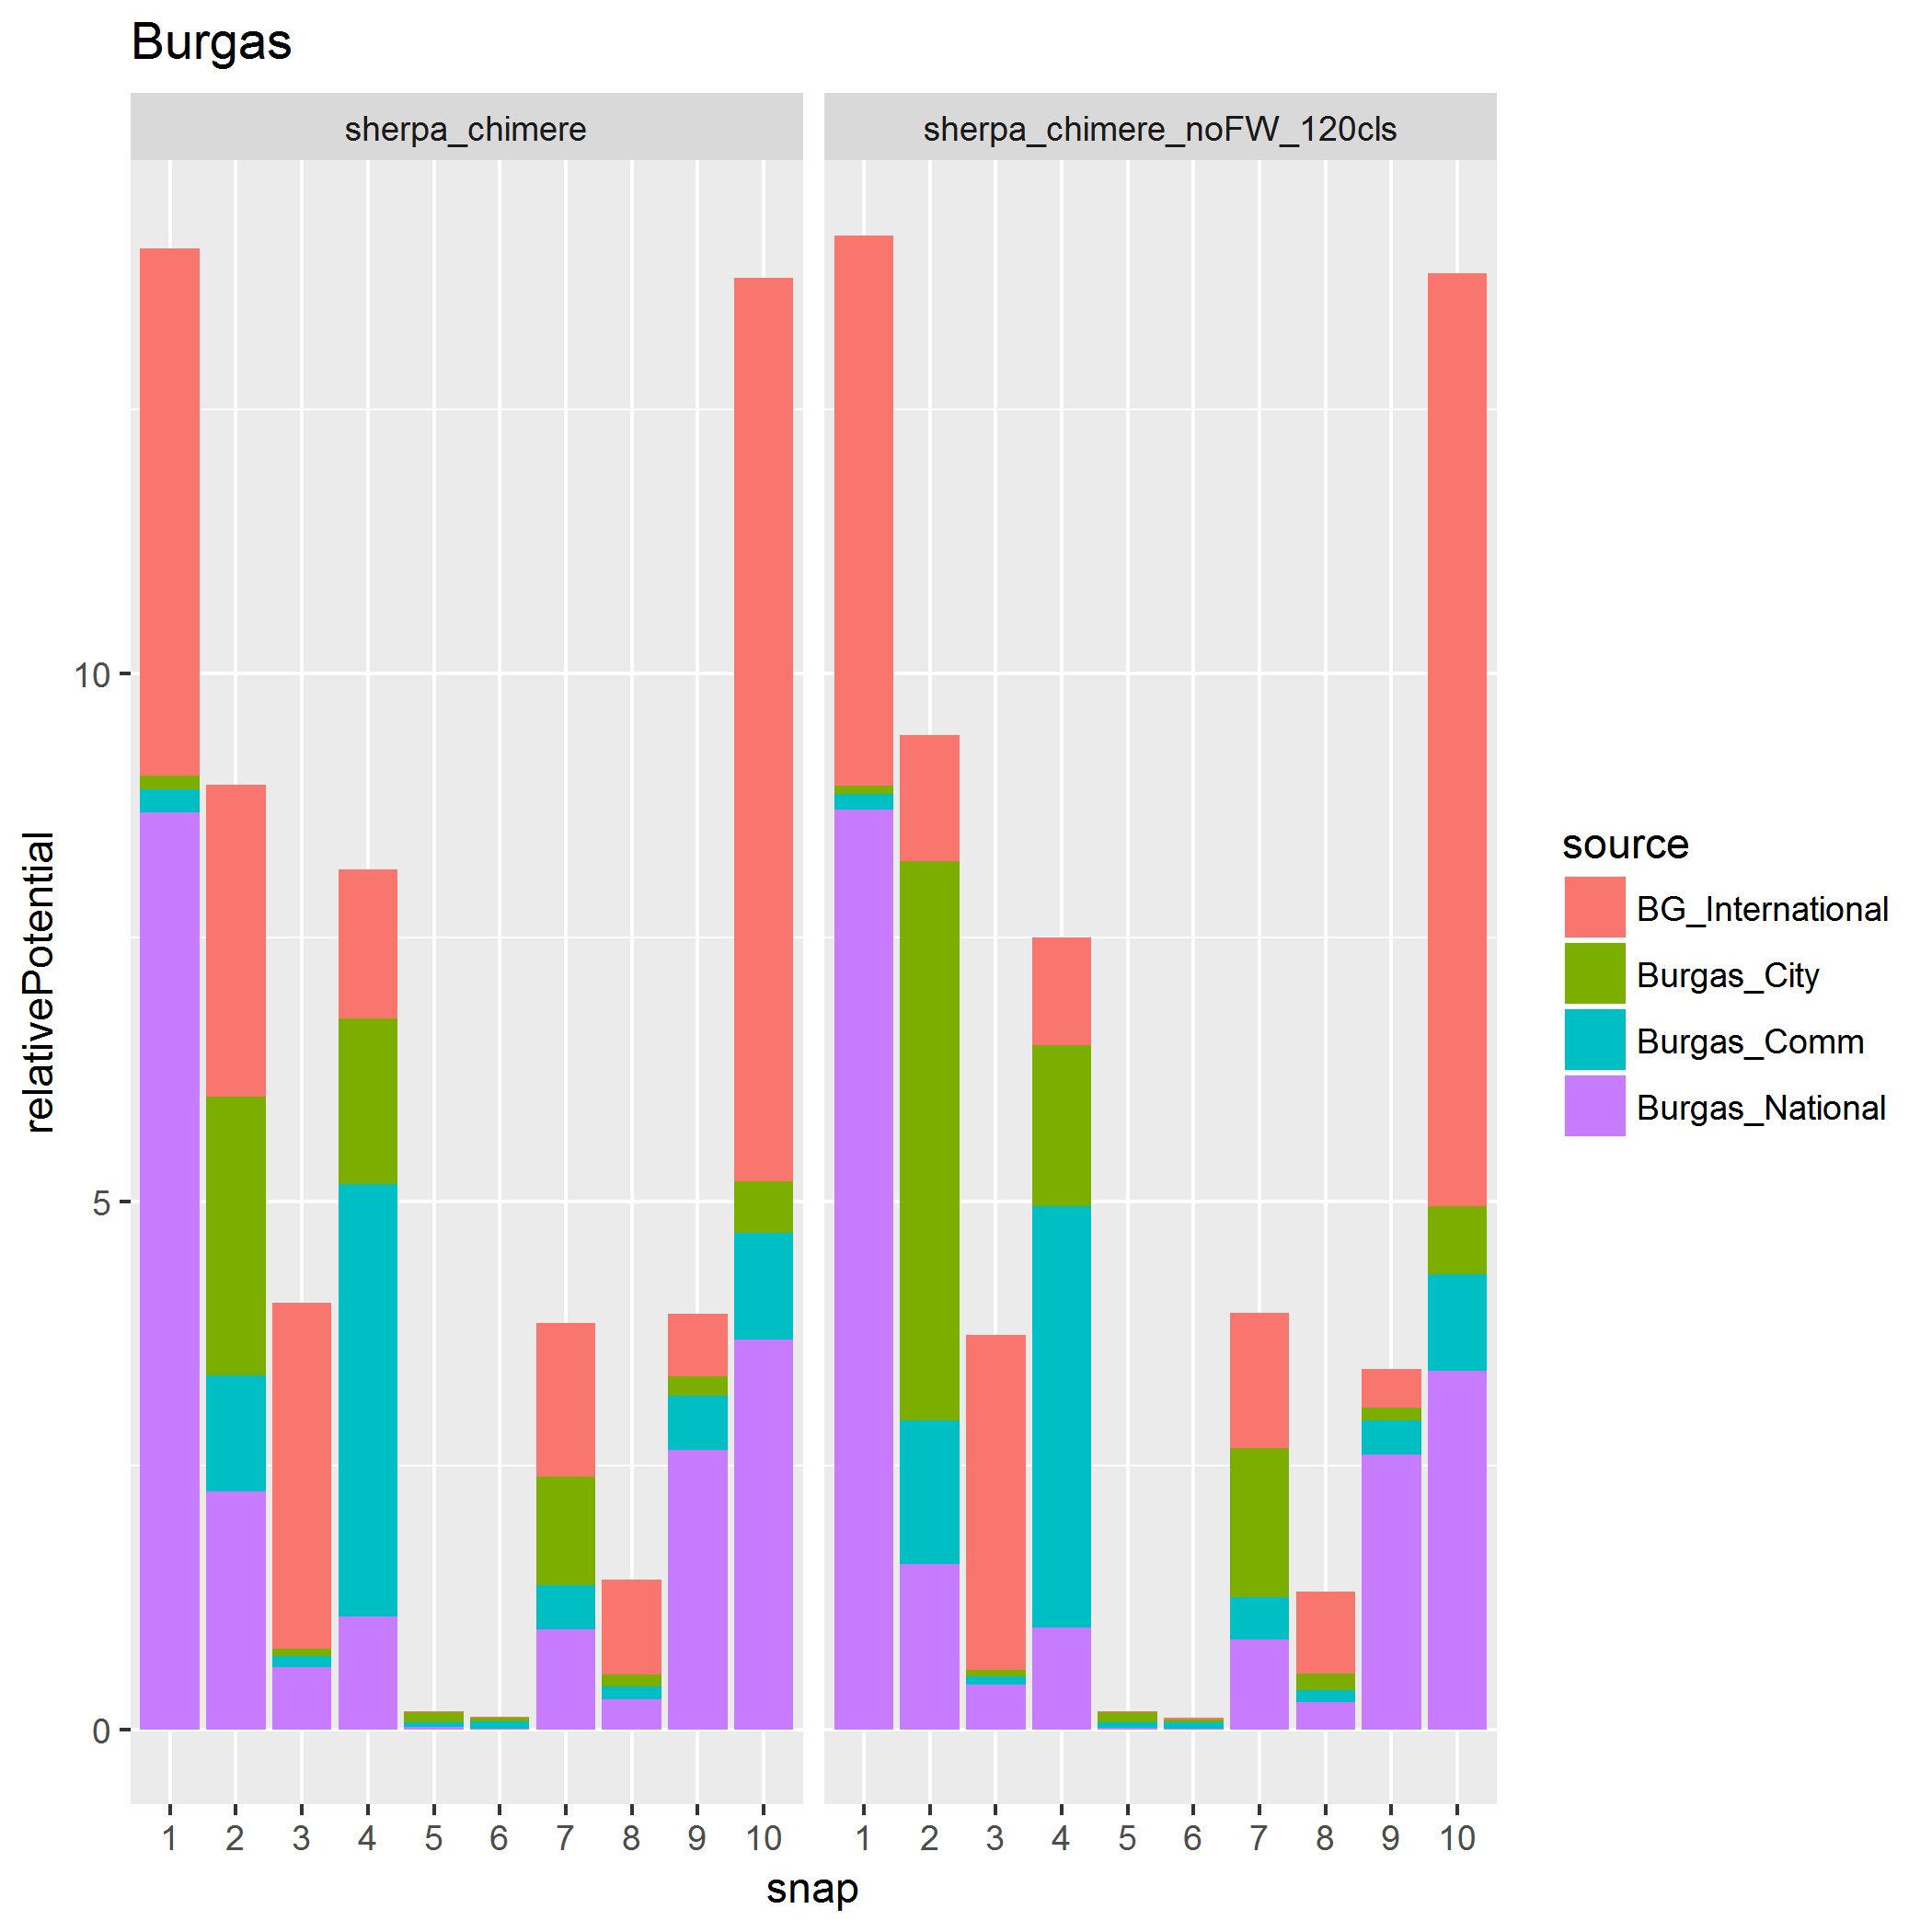 Burgas
sherpa_chimere
sherpa_chimere_noFW_120cls
relativePotential
10
5
0
1 2 3 4 5 6 7 8 9 10
1 2 3 4 5 6 7 8 9 10
snap
source
BG_International
Burgas_City
Burgas_Comm
Burgas_National